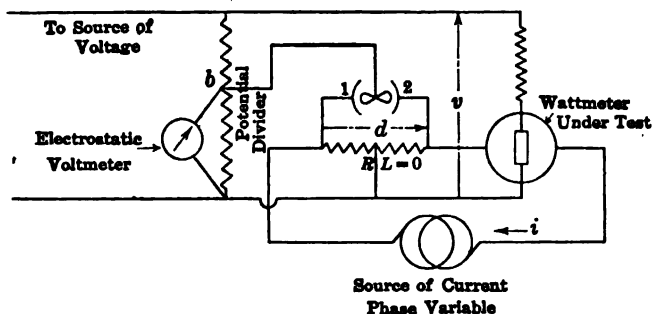 To Source of
Voltage
b
Potential
Divider
Electrostatic
Voltmeter
1
2
d
R L=0
v
Wattmeter
Under Test
i
Source of Current
Phase Variable